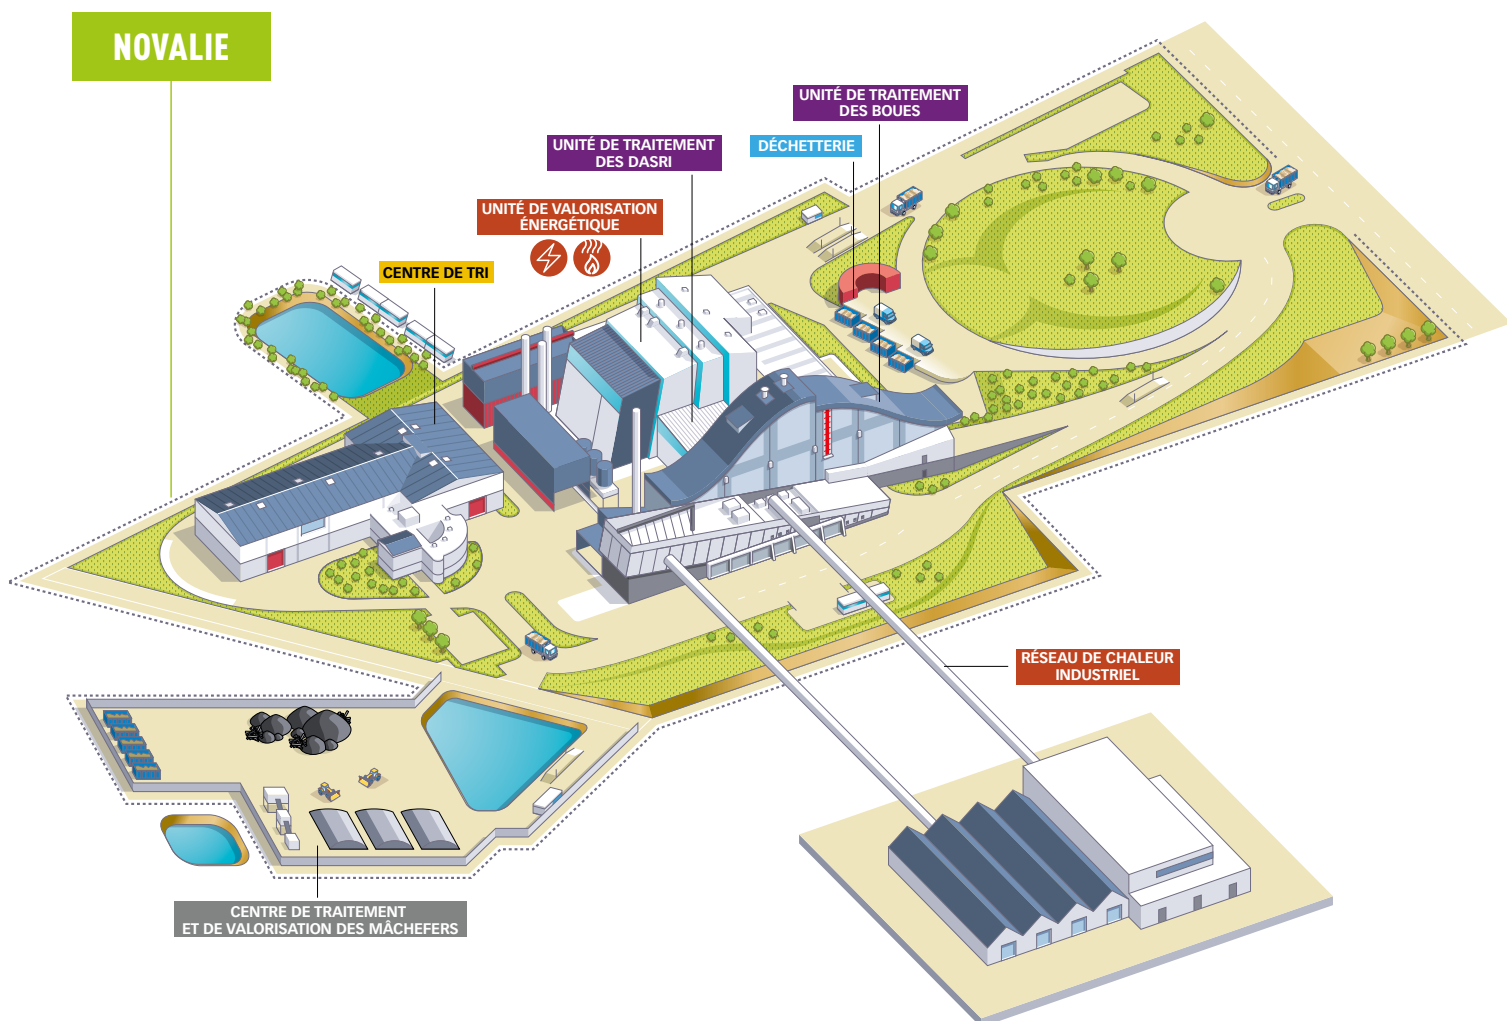 NOVALIE
UNITÉ DE TRAITEMENT
DES BOUES
UNITÉ DE TRAITEMENT
DES DASRI
DÉCHETTERIE
UNITÉ DE VALORISATION
ÉNERGÉTIQUE
CENTRE DE TRI
RÉSEAU DE CHALEUR
INDUSTRIEL
CENTRE DE TRAITEMENT
ET DE VALORISATION DES MÂCHEFERS